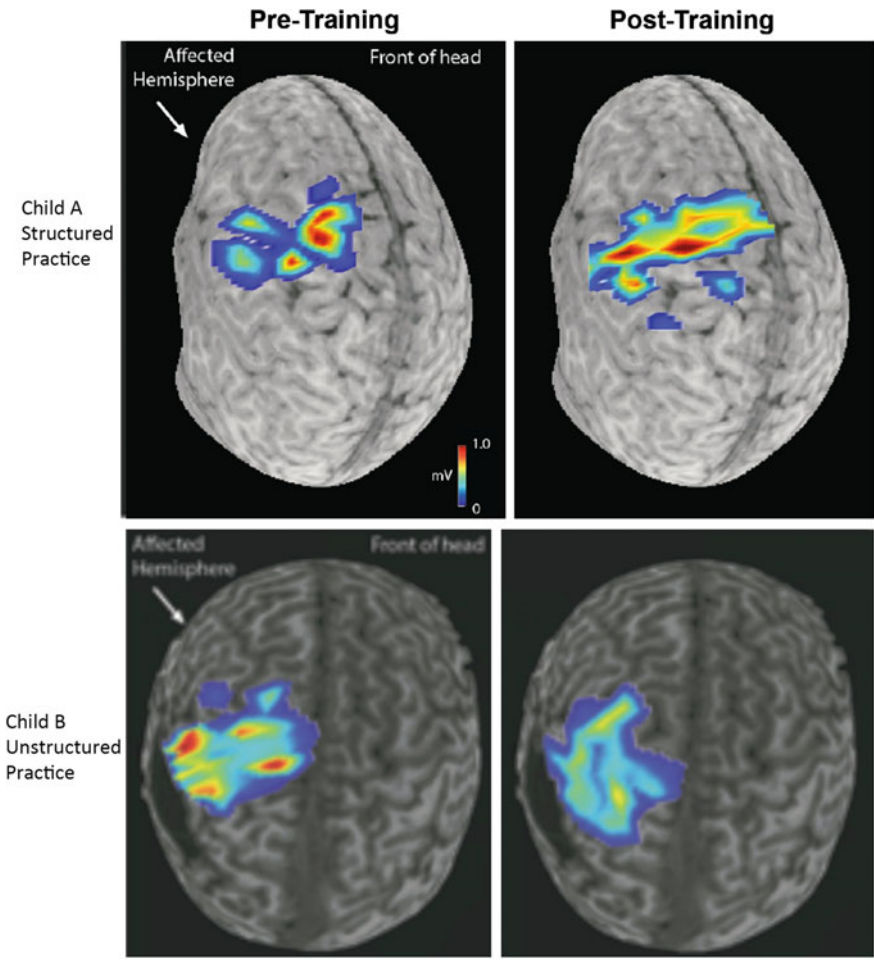 Pre-Training
Post-Training
Affected
Hemisphere
Front of head
Child A
Structured
Practice
1.0
mV
0
Affected
Hemisphere
Front of head
Child B
Unstructured
Practice